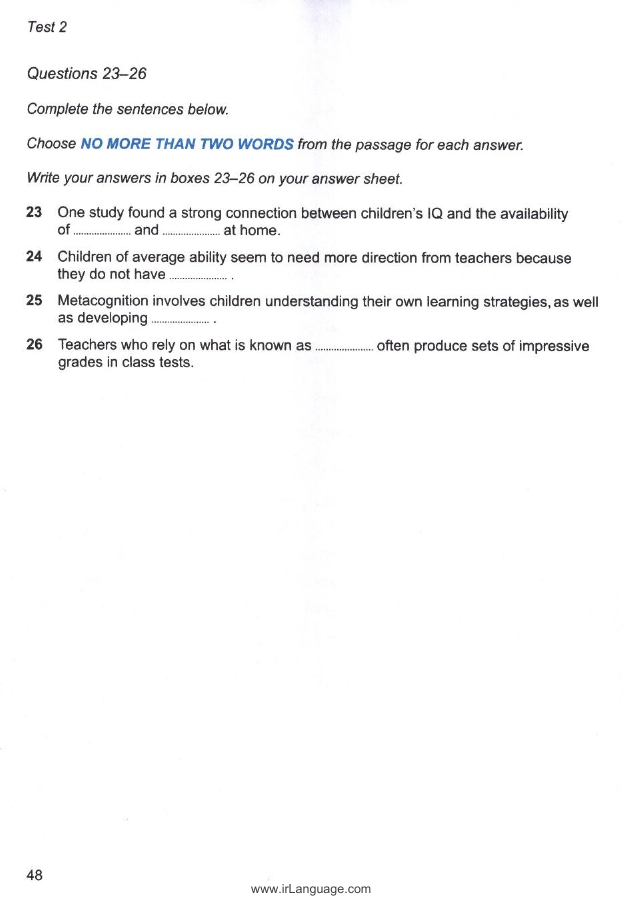 Test 2
Questions 23–26
Complete the sentences below.
Choose NO MORE THAN TWO WORDS from the passage for each answer.
Write your answers in boxes 23–26 on your answer sheet.
23 One study found a strong connection between children's IQ and the availability
of ...................... and ...................... at home.
24 Children of average ability seem to need more direction from teachers because
they do not have ...................... .
25 Metacognition involves children understanding their own learning strategies, as well
as developing ...................... .
26 Teachers who rely on what is known as ...................... often produce sets of impressive
grades in class tests.
48
www.irLanguage.com